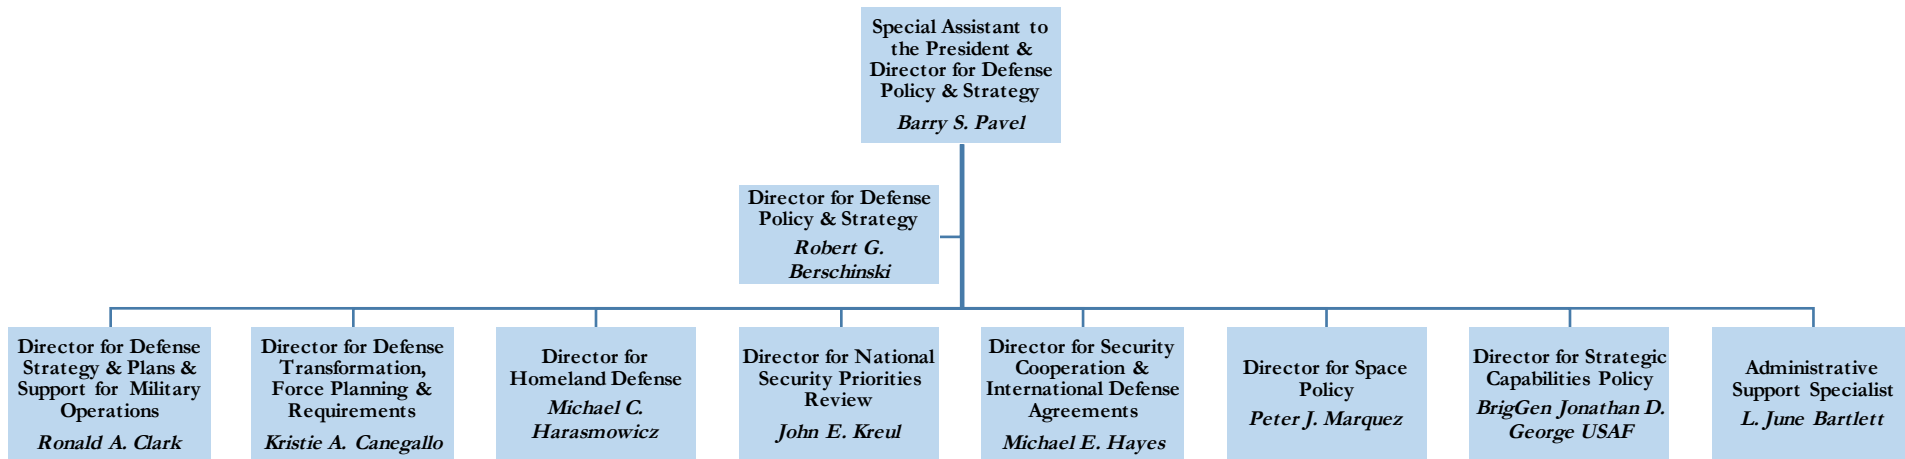 Special Assistant to
the President &
Director for Defense
Policy & Strategy
Barry S. Pavel
Director for Defense
Policy & Strategy
Robert G.
Berschinski
Director for Defense
Strategy & Plans &
Support for Military
Operations
Ronald A. Clark
Director for Defense
Transformation,
Force Planning &
Requirements
Kristie A. Canegallo
Director for
Homeland Defense
Michael C.
Harasmowicz
Director for National
Security Priorities
Review
John E. Kreul
Director for Security
Cooperation &
International Defense
Agreements
Michael E. Hayes
Director for Space
Policy
Peter J. Marquez
Director for Strategic
Capabilities Policy
BrigGen Jonathan D.
George USAF
Administrative
Support Specialist
L. June Bartlett